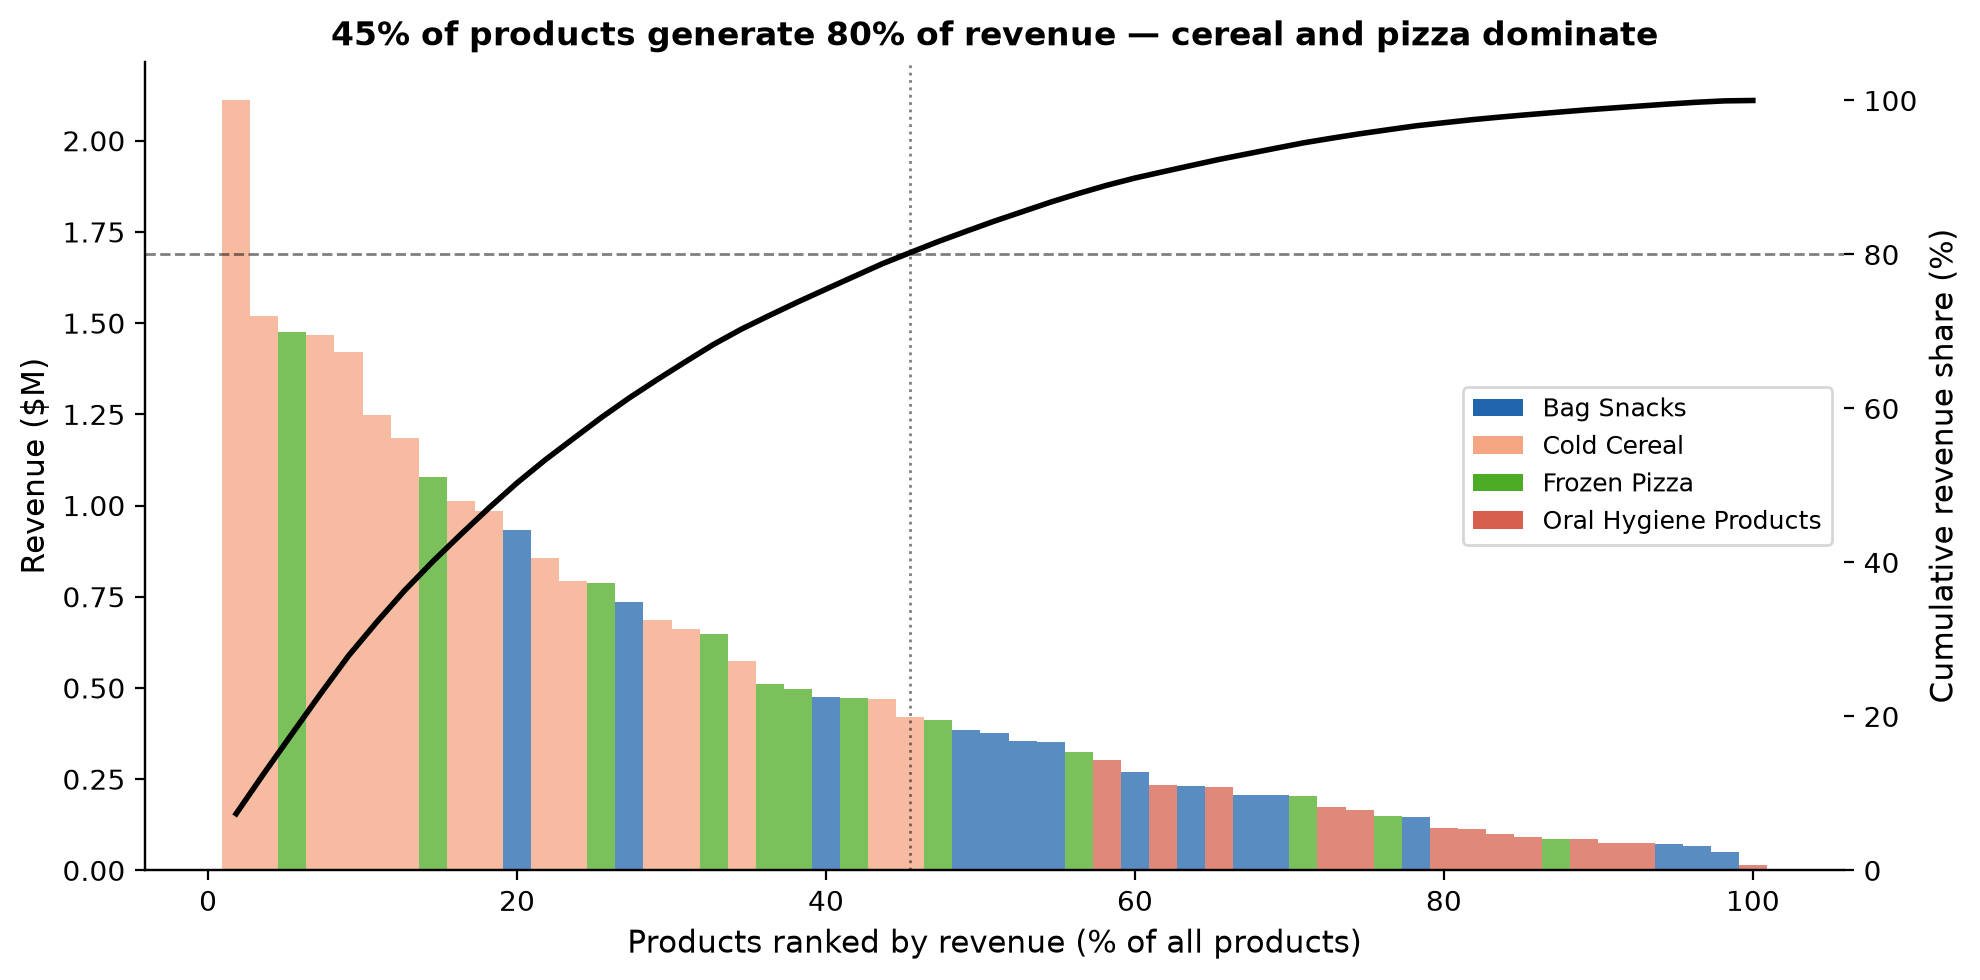 45% of products generate 80% of revenue — cereal and pizza dominate
Revenue ($M)
2.00
1.75
1.50
1.25
1.00
0.75
0.50
0.25
0.00
100
80
60
40
20
0
Cumulative revenue share (%)
Bag Snacks
Cold Cereal
Frozen Pizza
Oral Hygiene Products
0 20 40 60 80 100
Products ranked by revenue (% of all products)